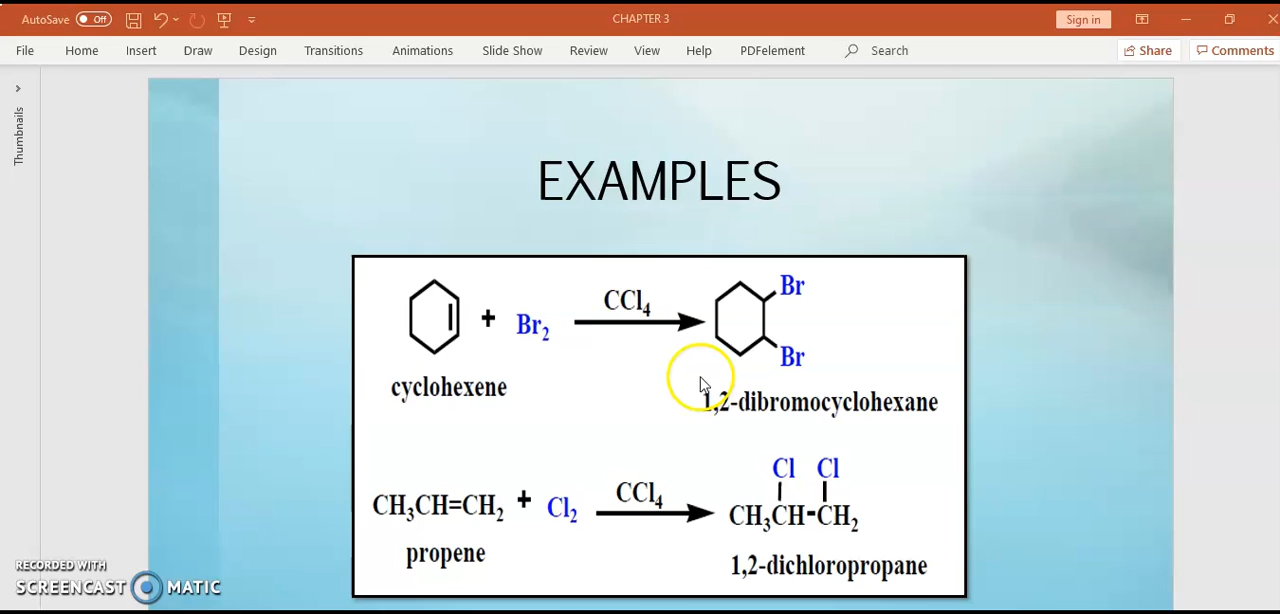 AutoSave Off CHAPTER 3 Sign in
File Home Insert Draw Design Transitions Animations Slide Show Review View Help PDFelement Search Share Comments
Thumbnails
EXAMPLES
CCl4
Br
+ Br2
Br
cyclohexene
1,2-dibromocyclohexane
Cl Cl
CCl4
CH3CH=CH2 + Cl2 CH3CH-CH2
propene
1,2-dichloropropane
RECORDED WITH
SCREENCAST MATIC